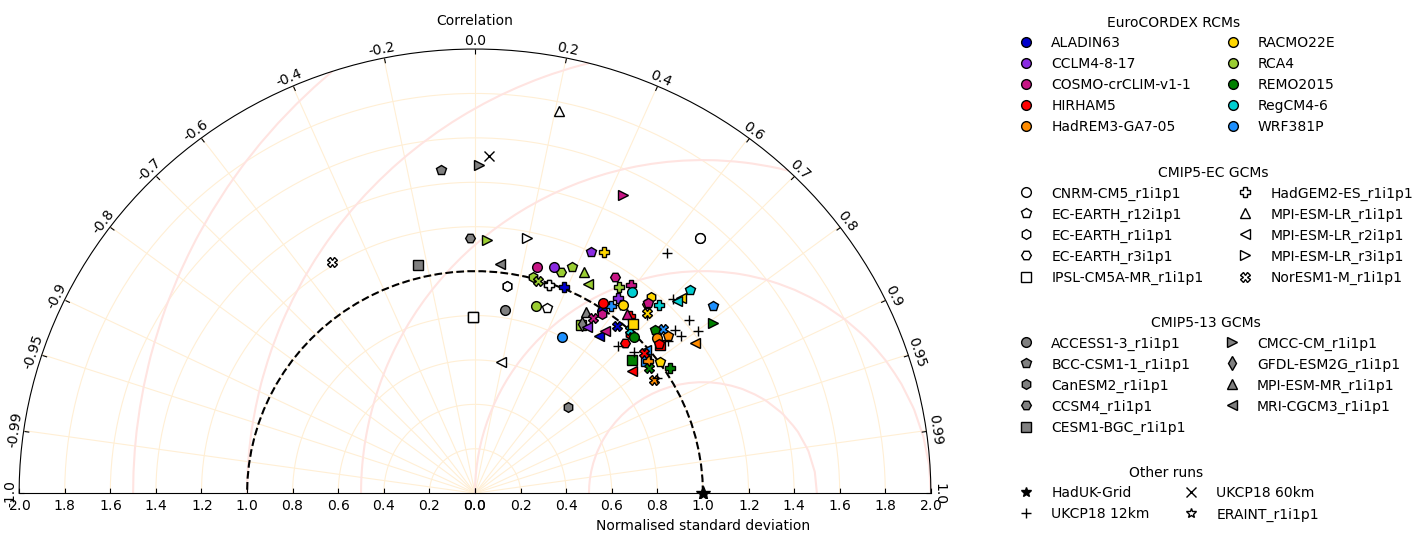 Correlation
0.0
-0.2
0.2
-0.4
0.4
-0.6
0.6
-0.7
0.7
-0.8
0.8
-0.9
0.9
-0.95
0.95
-0.99
0.99
-1.0
1.0
2.0 1.8 1.6 1.4 1.2 1.0 0.8 0.6 0.4 0.2 0.0 0.2 0.4 0.6 0.8 1.0 1.2 1.4 1.6 1.8 2.0
Normalised standard deviation
EuroCORDEX RCMs
ALADIN63 RACMO22E
CCLM4-8-17 RCA4
COSMO-crCLIM-v1-1 REMO2015
HIRHAM5 RegCM4-6
HadREM3-GA7-05 WRF381P
CMIP5-EC GCMs
CNRM-CM5_r1i1p1 HadGEM2-ES_r1i1p1
EC-EARTH_r12i1p1 MPI-ESM-LR_r1i1p1
EC-EARTH_r1i1p1 MPI-ESM-LR_r2i1p1
EC-EARTH_r3i1p1 MPI-ESM-LR_r3i1p1
IPSL-CM5A-MR_r1i1p1 NorESM1-M_r1i1p1
CMIP5-13 GCMs
ACCESS1-3_r1i1p1 CMCC-CM_r1i1p1
BCC-CSM1-1_r1i1p1 GFDL-ESM2G_r1i1p1
CanESM2_r1i1p1 MPI-ESM-MR_r1i1p1
CCSM4_r1i1p1 MRI-CGCM3_r1i1p1
CESM1-BGC_r1i1p1
Other runs
HadUK-Grid UKCP18 60km
UKCP18 12km ERAINT_r1i1p1